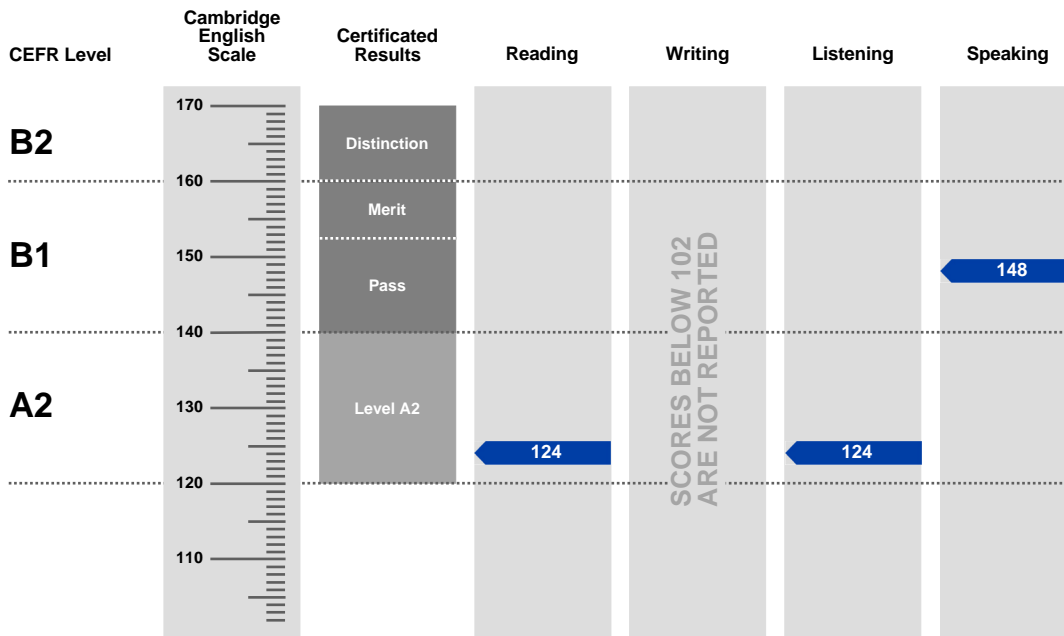 CEFR Level
Cambridge
English
Scale
Certificated
Results
Reading
Writing
Listening
Speaking
170
B2
Distinction
160
Merit
B1
150
148
Pass
140
A2
130
Level A2
124
124
120
110
SCORES BELOW 102
ARE NOT REPORTED